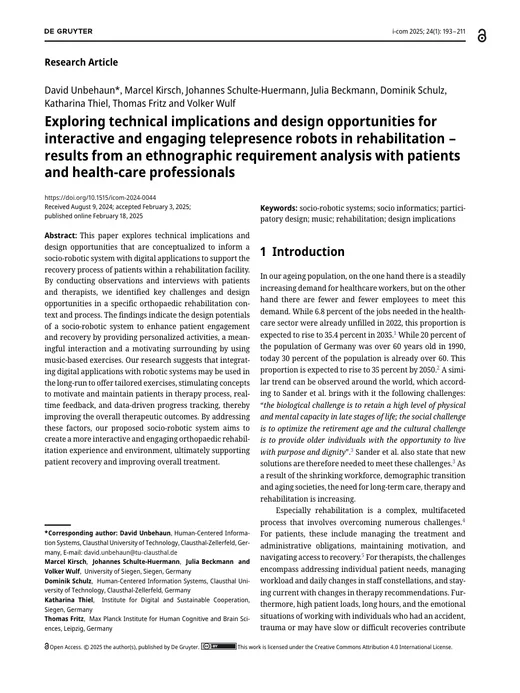 DE GRUYTER
i-com 2025; 24(1): 193–211
Research Article
David Unbehaun*, Marcel Kirsch, Johannes Schulte-Huermann, Julia Beckmann, Dominik Schulz,
Katharina Thiel, Thomas Fritz and Volker Wulf
Exploring technical implications and design opportunities for
interactive and engaging telepresence robots in rehabilitation –
results from an ethnographic requirement analysis with patients
and health-care professionals
https://doi.org/10.1515/icom-2024-0044
Received August 9, 2024; accepted February 3, 2025;
published online February 18, 2025
Abstract: This paper explores technical implications and
design opportunities that are conceptualized to inform a
socio-robotic system with digital applications to support the
recovery process of patients within a rehabilitation facility.
By conducting observations and interviews with patients
and therapists, we identified key challenges and design
opportunities in a specific orthopaedic rehabilitation con-
text and process. The findings indicate the design potentials
of a socio-robotic system to enhance patient engagement
and recovery by providing personalized activities, a mean-
ingful interaction and a motivating surrounding by using
music-based exercises. Our research suggests that integrat-
ing digital applications with robotic systems may be used in
the long-run to offer tailored exercises, stimulating concepts
to motivate and maintain patients in therapy process, real-
time feedback, and data-driven progress tracking, thereby
improving the overall therapeutic outcomes. By addressing
these factors, our proposed socio-robotic system aims to
create a more interactive and engaging orthopaedic rehabil-
itation experience and environment, ultimately supporting
patient recovery and improving overall treatment.
*Corresponding author: David Unbehaun, Human-Centered Informa-
tion Systems, Clausthal University of Technology, Clausthal-Zellerfeld, Ger-
many, E-mail: david.unbehaun@tu-clausthal.de
Marcel Kirsch, Johannes Schulte-Huermann, Julia Beckmann and
Volker Wulf, University of Siegen, Siegen, Germany
Dominik Schulz, Human-Centered Information Systems, Clausthal Uni-
versity of Technology, Clausthal-Zellerfeld, Germany
Katharina Thiel, Institute for Digital and Sustainable Cooperation,
Siegen, Germany
Thomas Fritz, Max Planck Institute for Human Cognitive and Brain Sci-
ences, Leipzig, Germany
Keywords: socio-robotic systems; socio informatics; partici-
patory design; music; rehabilitation; design implications
1 Introduction
In our ageing population, on the one hand there is a steadily
increasing demand for healthcare workers, but on the other
hand there are fewer and fewer employees to meet this
demand. While 6.8 percent of the jobs needed in the health-
care sector were already unfilled in 2022, this proportion is
expected to rise to 35.4 percent in 2035.1 While 20 percent of
the population of Germany was over 60 years old in 1990,
today 30 percent of the population is already over 60. This
proportion is expected to rise to 35 percent by 2050.2 A simi-
lar trend can be observed around the world, which accord-
ing to Sander et al. brings with it the following challenges:
“the biological challenge is to retain a high level of physical
and mental capacity in late stages of life; the social challenge
is to optimize the retirement age and the cultural challenge
is to provide older individuals with the opportunity to live
with purpose and dignity”.3 Sander et al. also state that new
solutions are therefore needed to meet these challenges.3 As
a result of the shrinking workforce, demographic transition
and aging societies, the need for long-term care, therapy and
rehabilitation is increasing.
Especially rehabilitation is a complex, multifaceted
process that involves overcoming numerous challenges.4
For patients, these include managing the treatment and
administrative obligations, maintaining motivation, and
navigating access to recovery.5 For therapists, the challenges
encompass addressing individual patient needs, managing
workload and daily changes in staff constellations, and stay-
ing current with changes in therapy recommendations. Fur-
thermore, high patient loads, long hours, and the emotional
situations of working with individuals who had an accident,
trauma or may have slow or difficult recoveries contribute
Open Access. © 2025 the author(s), published by De Gruyter. This work is licensed under the Creative Commons Attribution 4.0 International License.